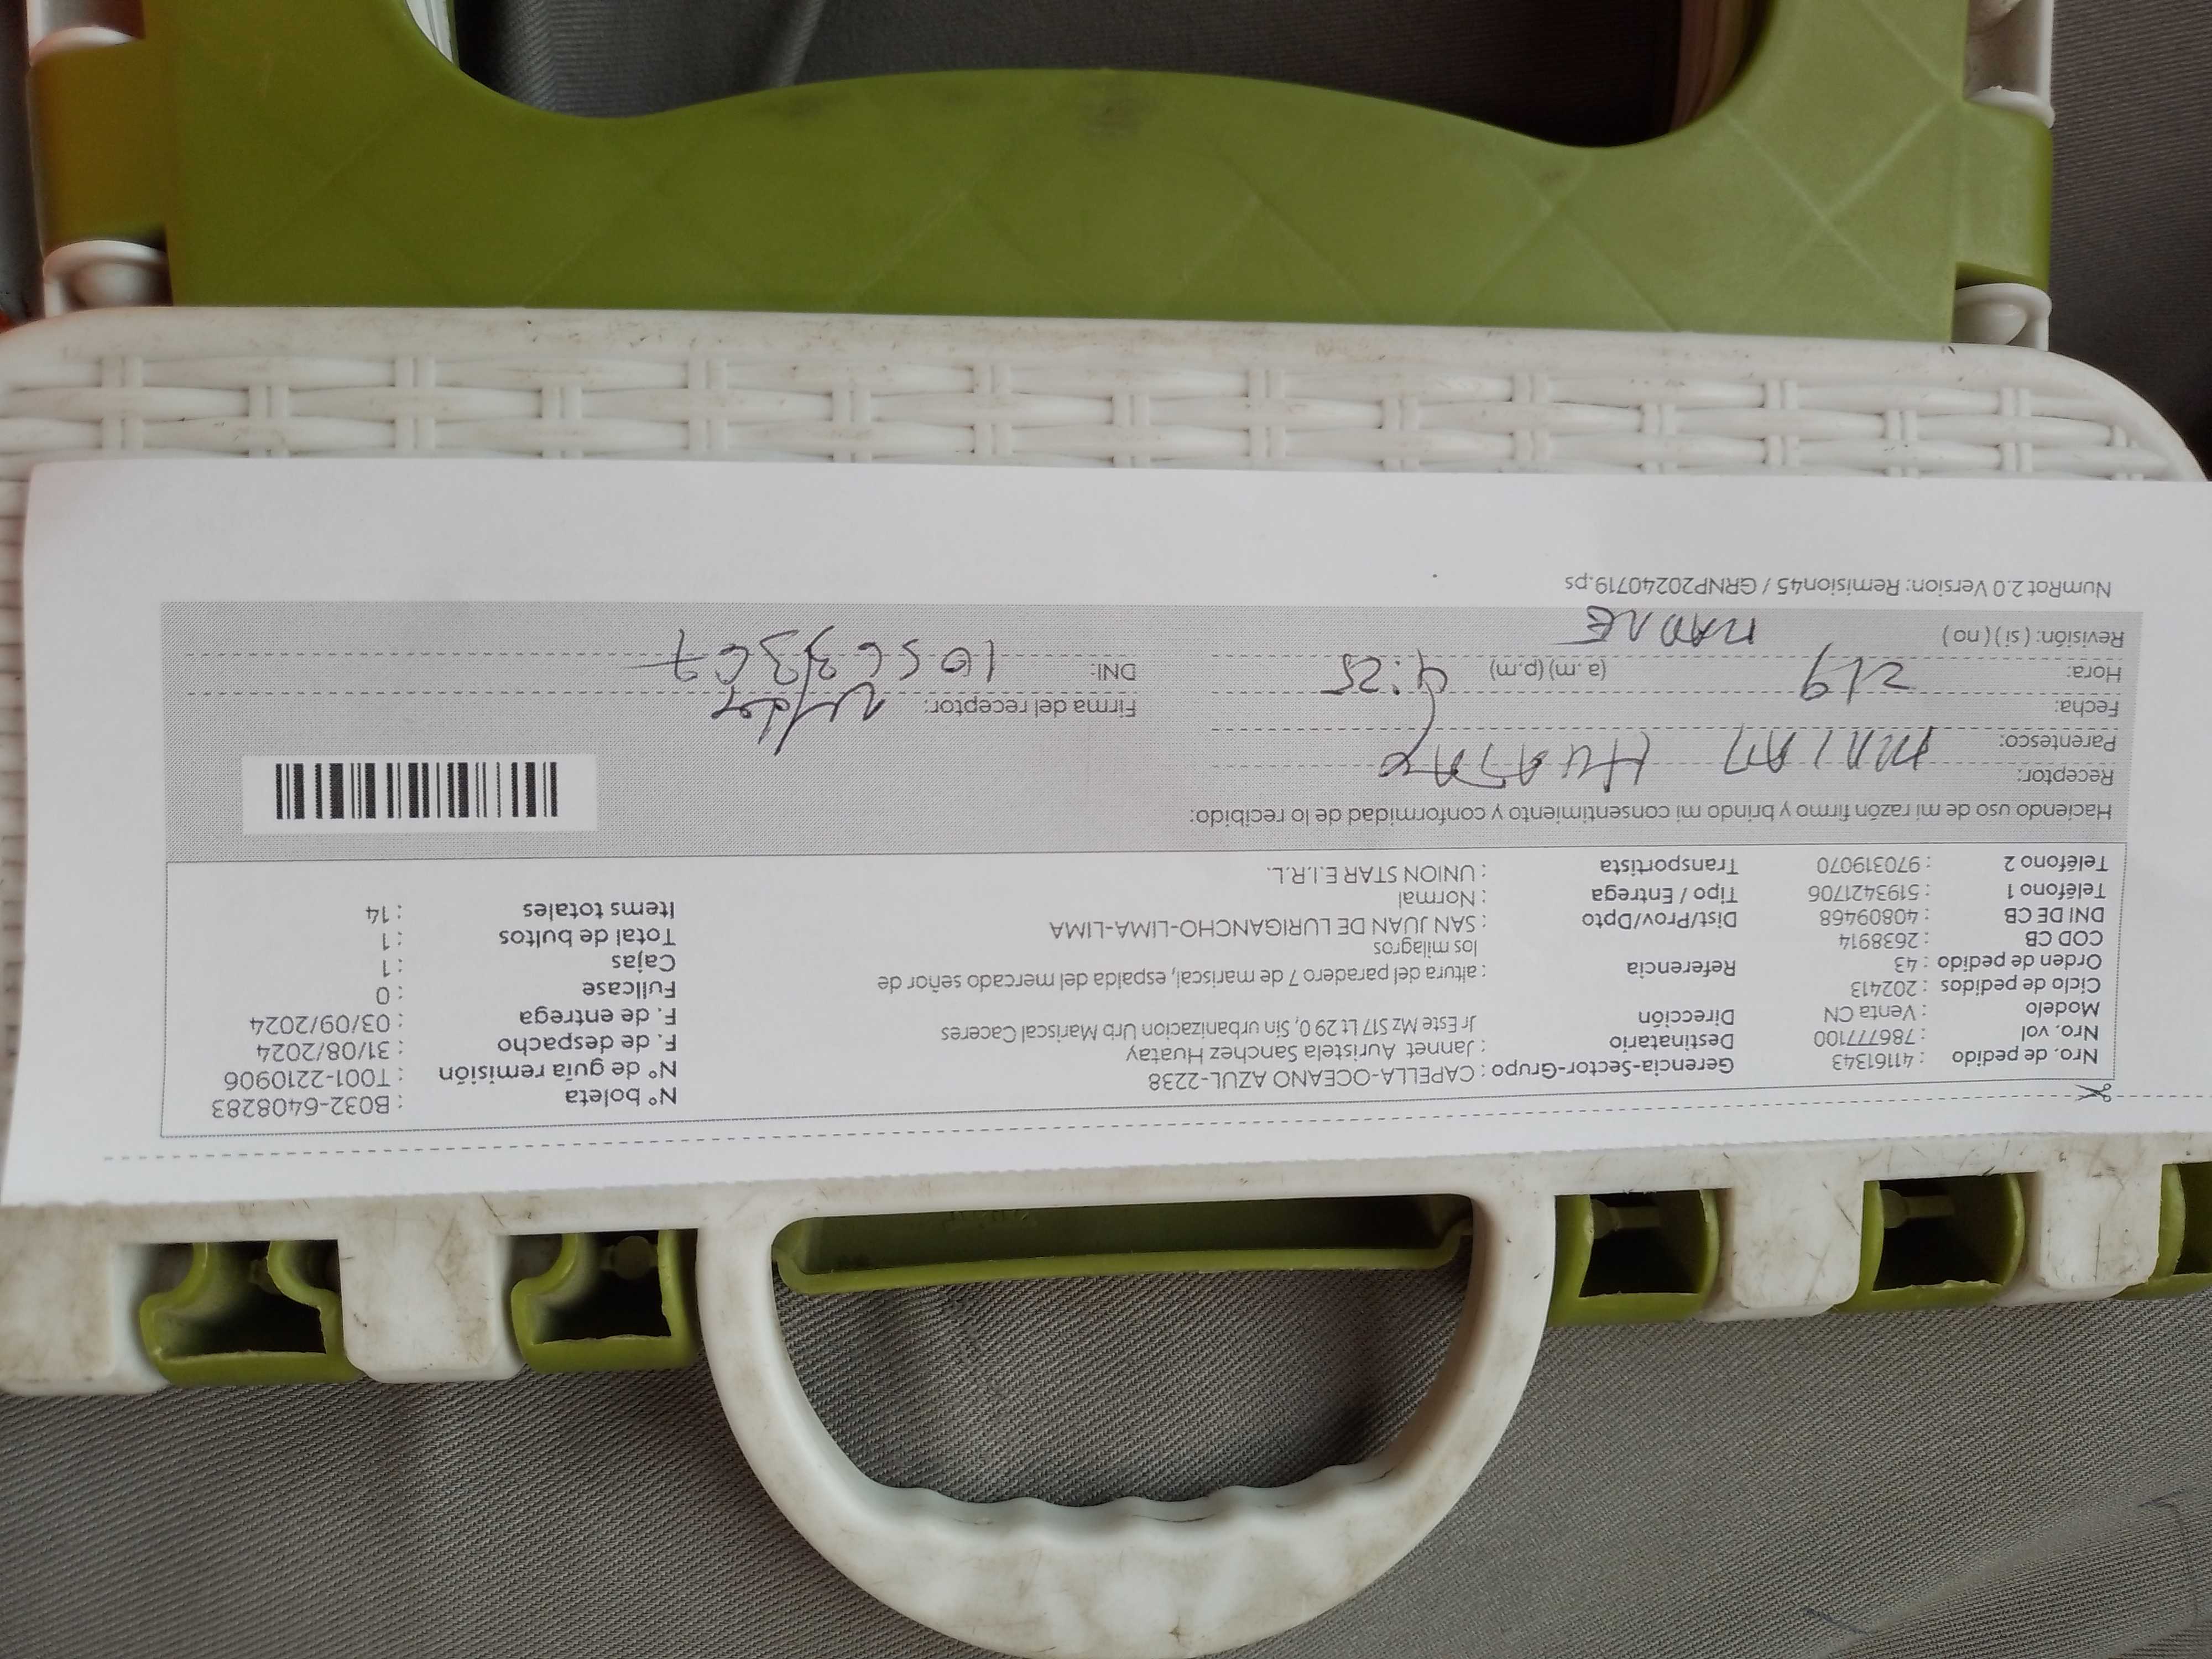 Nro. de pedido : 41161343
Nro. vol : 78677100
Modelo : Venta CN
Ciclo de pedidos : 202413
Orden de pedido : 43
COD CB : 2638914
DNI DE CB : 40809468
Teléfono 1 : 5193421706
Teléfono 2 : 970319070
Gerencia-Sector-Grupo : CAPELLA-OCEANO AZUL-2238
Destinatario : Jannet Auristela Sanchez Huatay
Dirección Jr Este Mz S17 Lt 29 0, Sin urbanizacion Urb Mariscal Caceres
Referencia : altura del paradero 7 de mariscal, espalda del mercado señor de
los milagros
Dist/Prov/Dpto : SAN JUAN DE LURIGANCHO-LIMA-LIMA
Tipo / Entrega : Normal
Transportista : UNION STAR E.I.R.L.
N° boleta : B032-6408283
N° de guía remisión : T001-2210906
F. de despacho : 31/08/2024
F. de entrega : 03/09/2024
Fullcase : 0
Cajas : 1
Total de bultos : 1
Items totales : 14
Haciendo uso de mi razón firmo y brindo mi consentimiento y conformidad de lo recibido:
Receptor: MIRIAM HUATAY
Parentesco:
Fecha: 2/9
Hora: (a.m) (p.m) 4:25
Revisión: ( si ) ( no ) MADRE
Firma del receptor:
DNI: 10563367
NumRot 2.0 Version: Remision45 / GRNP20240719.ps